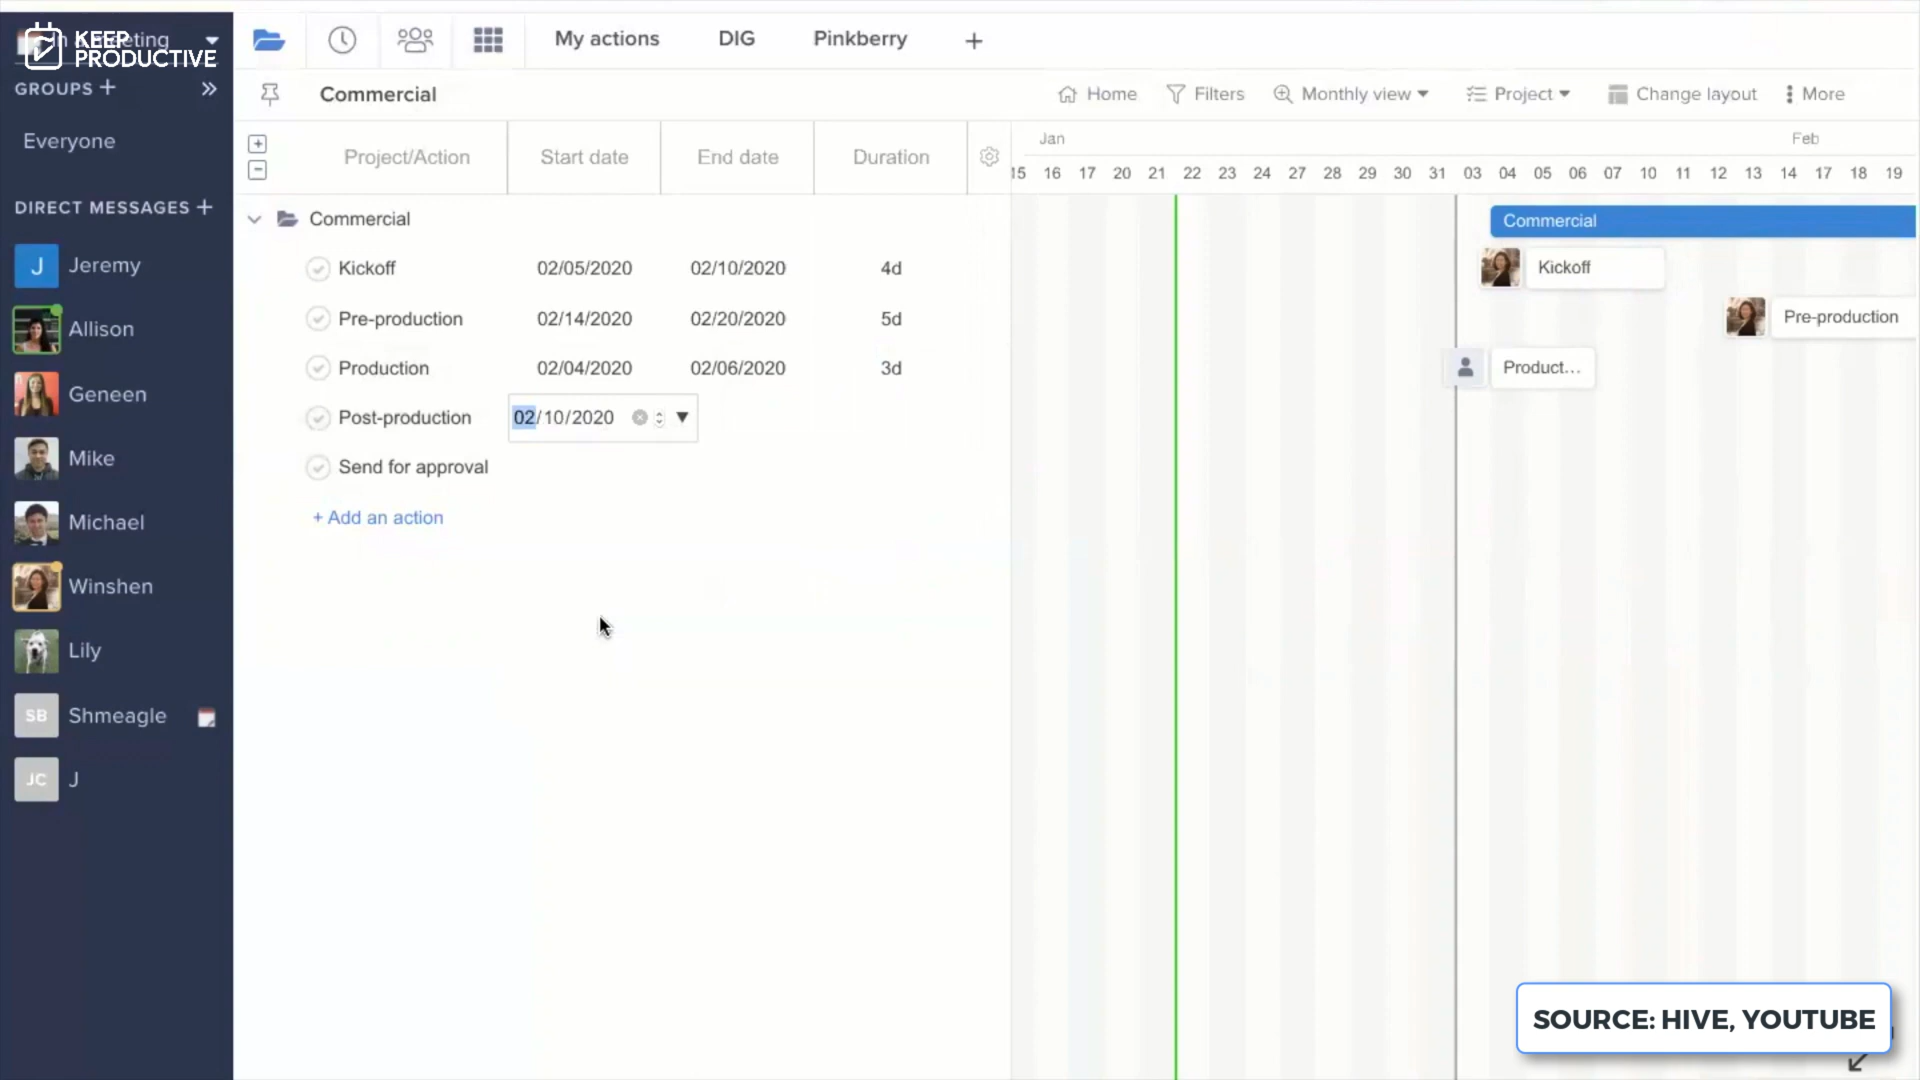 KEEP
PRODUCTIVE
GROUPS +
Everyone
DIRECT MESSAGES +
J Jeremy
Allison
Geneen
Mike
Michael
Winshen
Lily
SB Shmeagle
JC J
My actions DIG Pinkberry +
Commercial
Home Filters Monthly view Project Change layout More
Project/Action Start date End date Duration
Jan Feb
15 16 17 20 21 22 23 24 27 28 29 30 31 03 04 05 06 07 10 11 12 13 14 17 18 19
Commercial
Kickoff 02/05/2020 02/10/2020 4d
Pre-production 02/14/2020 02/20/2020 5d
Production 02/04/2020 02/06/2020 3d
Post-production 02/10/2020
Send for approval
+ Add an action
Commercial
Kickoff
Pre-production
Product...
SOURCE: HIVE, YOUTUBE